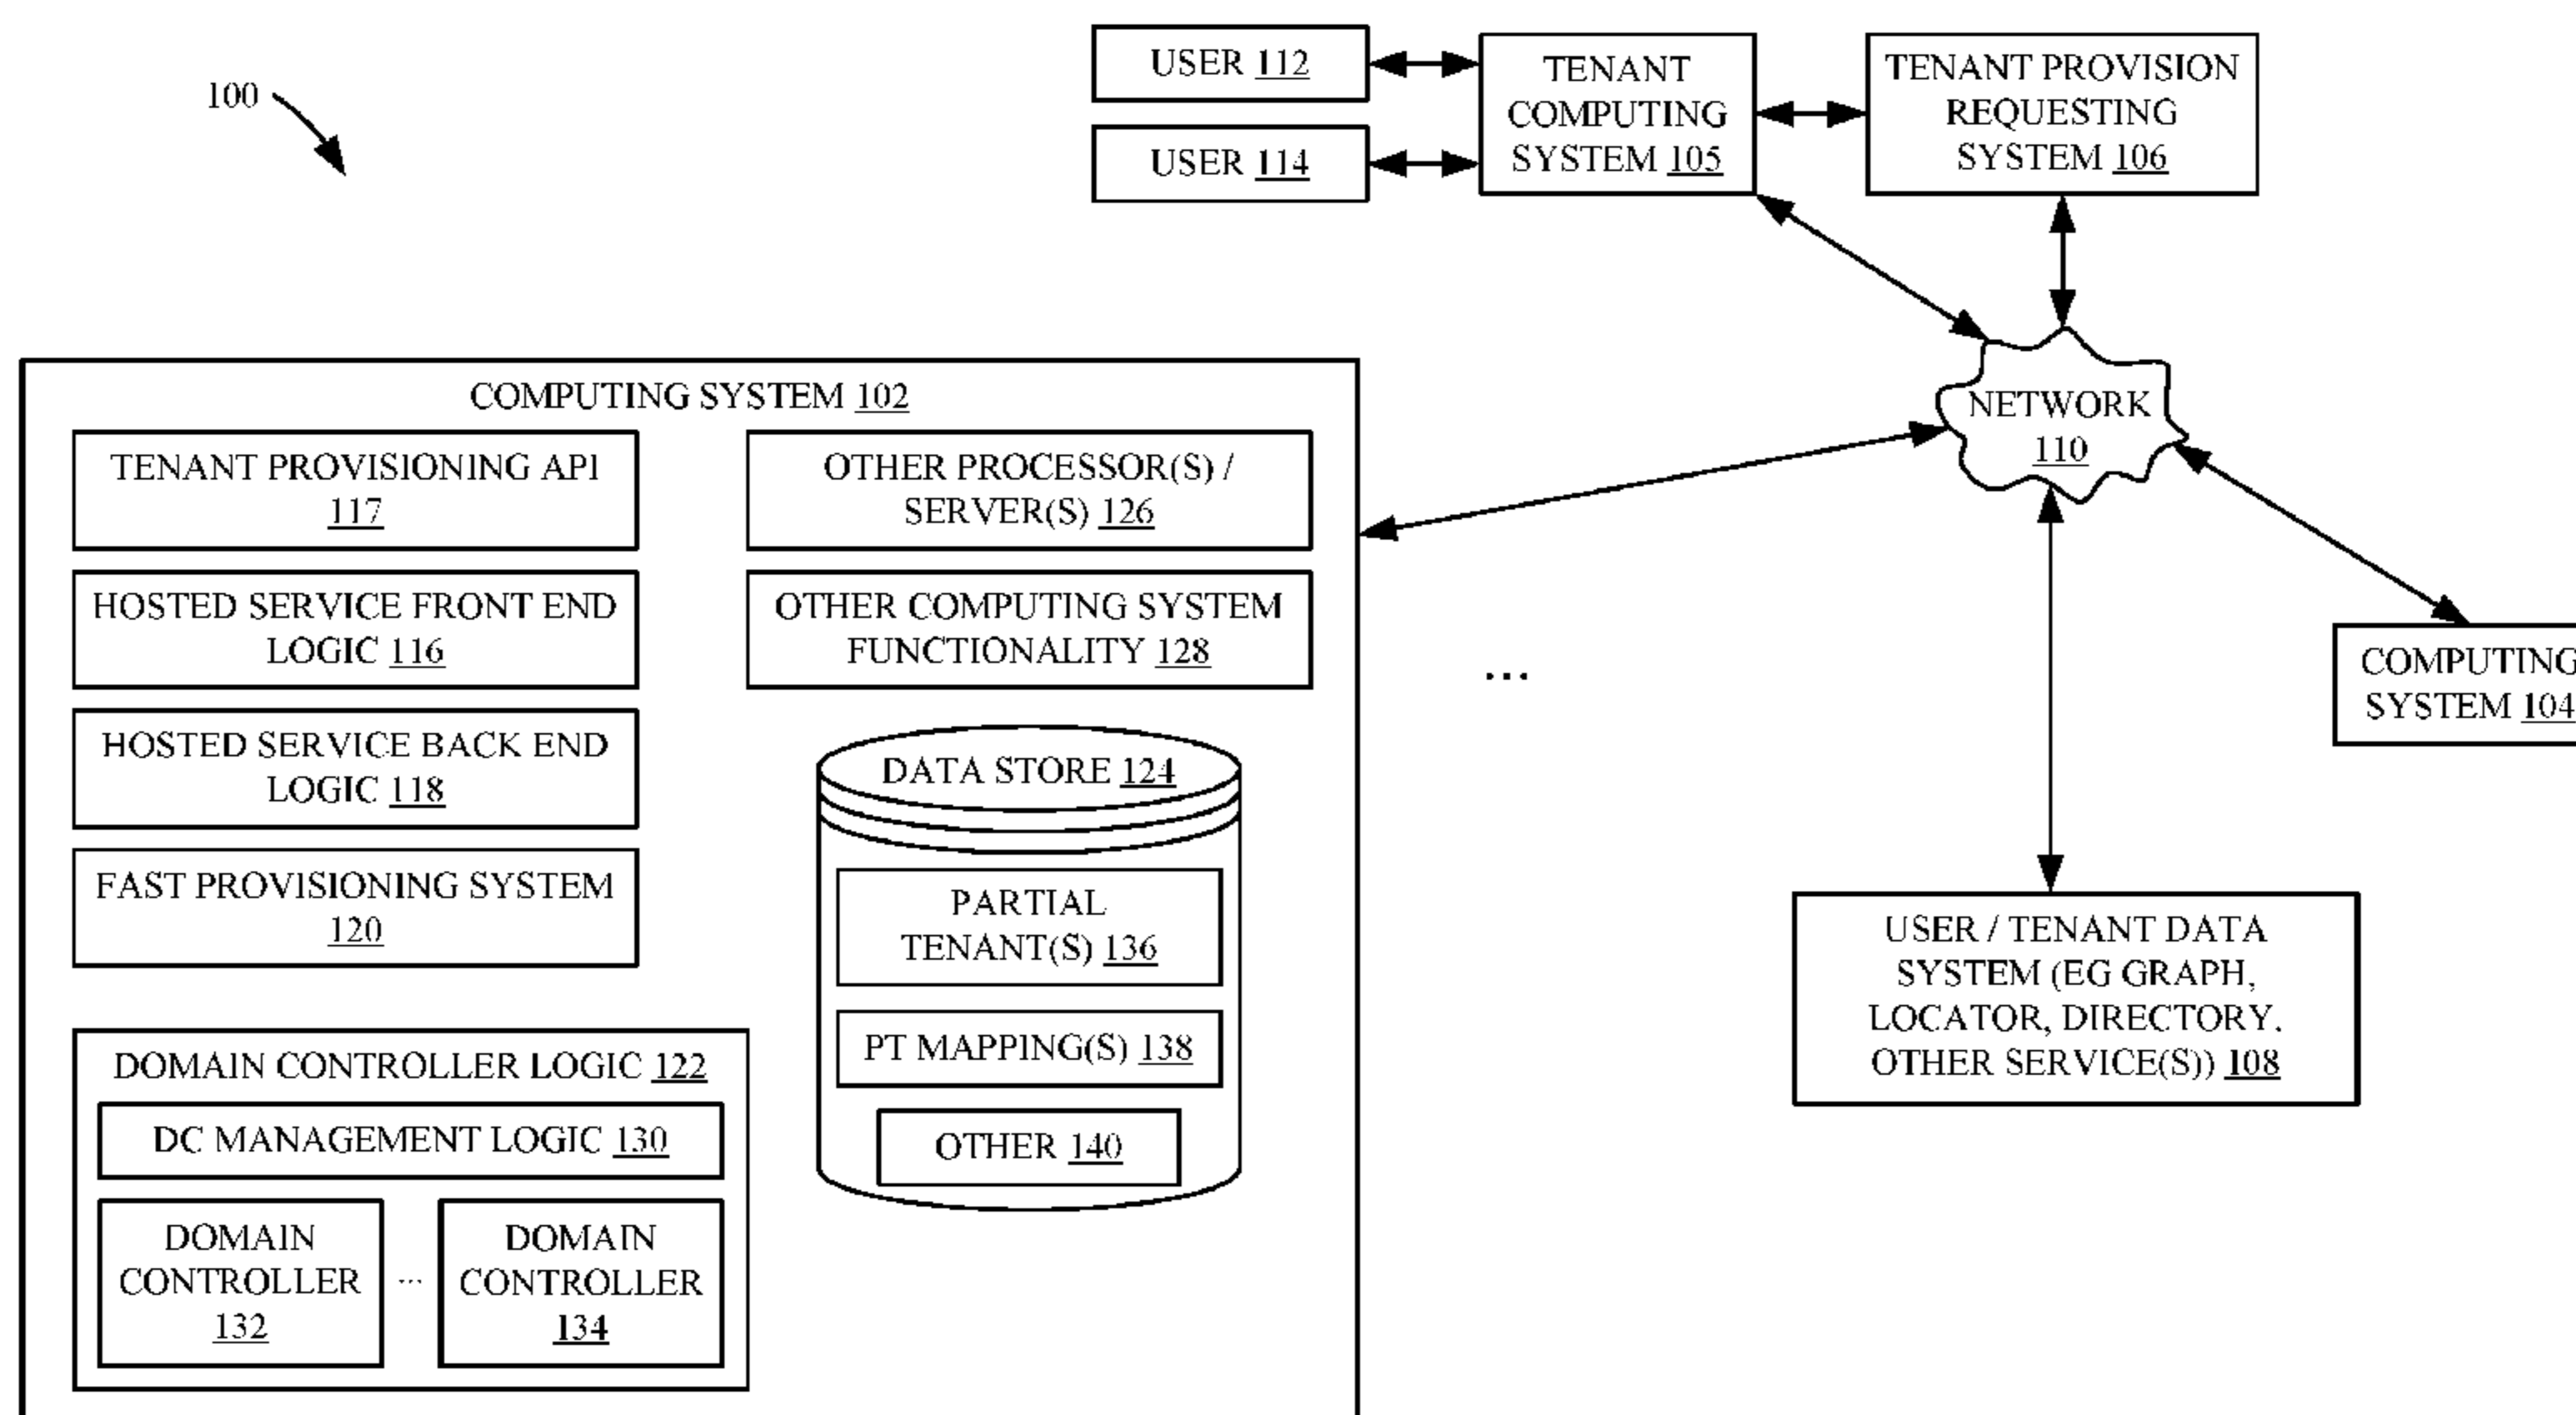 100
USER 112
USER 114
TENANT
COMPUTING
SYSTEM 105
TENANT PROVISION
REQUESTING
SYSTEM 106
NETWORK
110
COMPUTING SYSTEM 102
TENANT PROVISIONING API
117
HOSTED SERVICE FRONT END
LOGIC 116
HOSTED SERVICE BACK END
LOGIC 118
FAST PROVISIONING SYSTEM
120
OTHER PROCESSOR(S) /
SERVER(S) 126
OTHER COMPUTING SYSTEM
FUNCTIONALITY 128
DATA STORE 124
PARTIAL
TENANT(S) 136
PT MAPPING(S) 138
OTHER 140
DOMAIN CONTROLLER LOGIC 122
DC MANAGEMENT LOGIC 130
DOMAIN
CONTROLLER
132
...
DOMAIN
CONTROLLER
134
...
COMPUTING
SYSTEM 104
USER / TENANT DATA
SYSTEM (EG GRAPH,
LOCATOR, DIRECTORY.
OTHER SERVICE(S)) 108